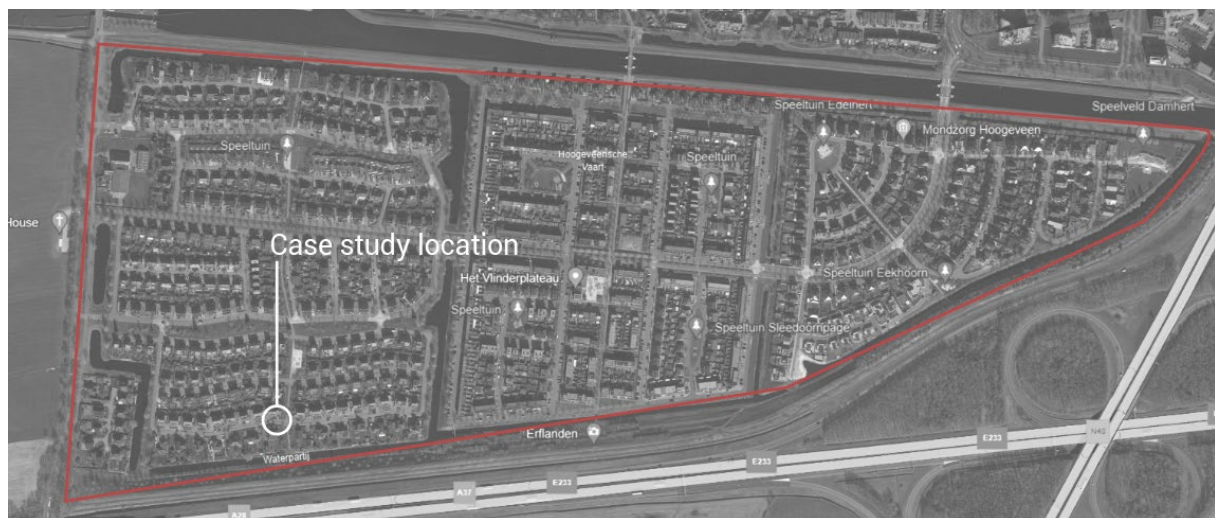 Speeltuin Edelhert
Speelveld Damhert
Mondzorg Hoogeveen
Speeltuin
Hoogeveensche
Vaart
Speeltuin
House
Case study location
Het Vlinderplateau
Speeltuin Eekhoorn
Speeltuin
Speeltuin Sleedoornpage
Erflanden
Waterpartij
E233
N48
E233
A37
E233
A28